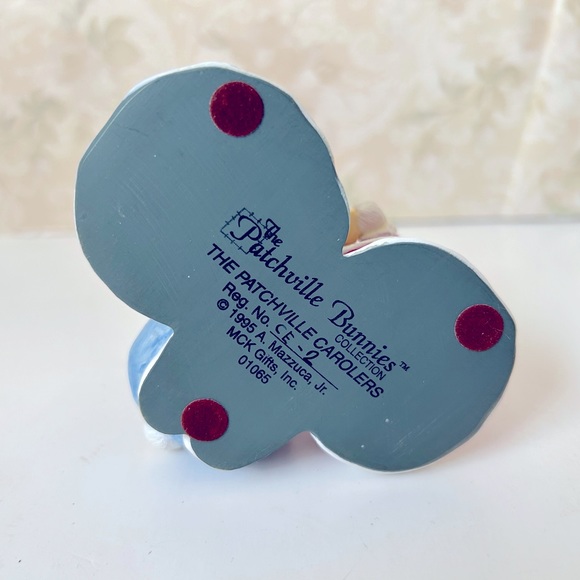 The
Patchville Bunnies™
COLLECTION
THE PATCHVILLE CAROLERS
Reg. No. CE-2
© 1995 A. Mazzuca, Jr.
MCK Gifts, Inc.
01065